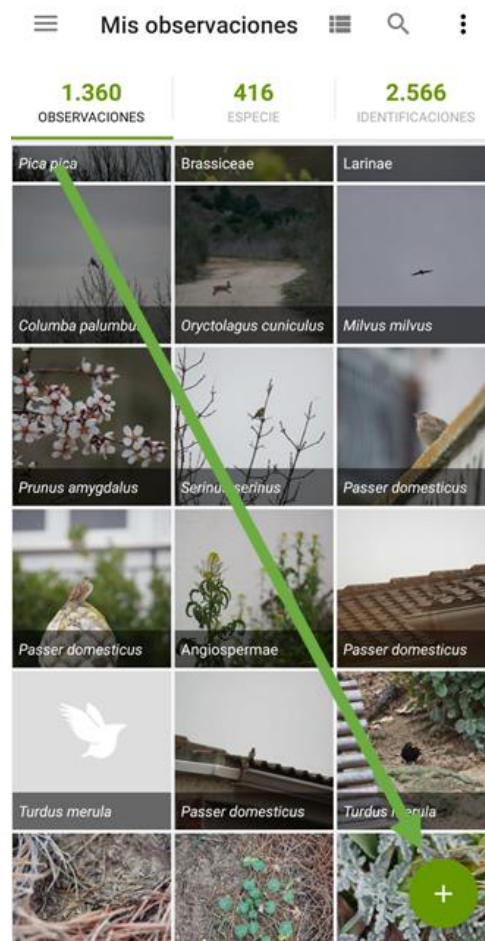 Mis observaciones
1.360 416 2.566
OBSERVACIONES ESPECIE IDENTIFICACIONES
Pica pica Brassiceae Larinae
Columba palumbus Oryctolagus cuniculus Milvus milvus
Prunus amygdalus Serinus serinus Passer domesticus
Passer domesticus Angiospermae Passer domesticus
Turdus merula Passer domesticus Turdus merula
+